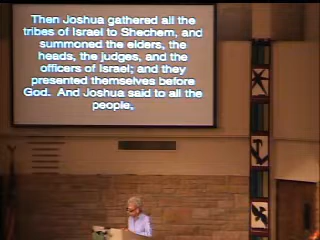 Then Joshua gathered all the
tribes of Israel to Shechem, and
summoned the elders, the
heads, the judges, and the
officers of Israel; and they
presented themselves before
God.  And Joshua said to all the
people,